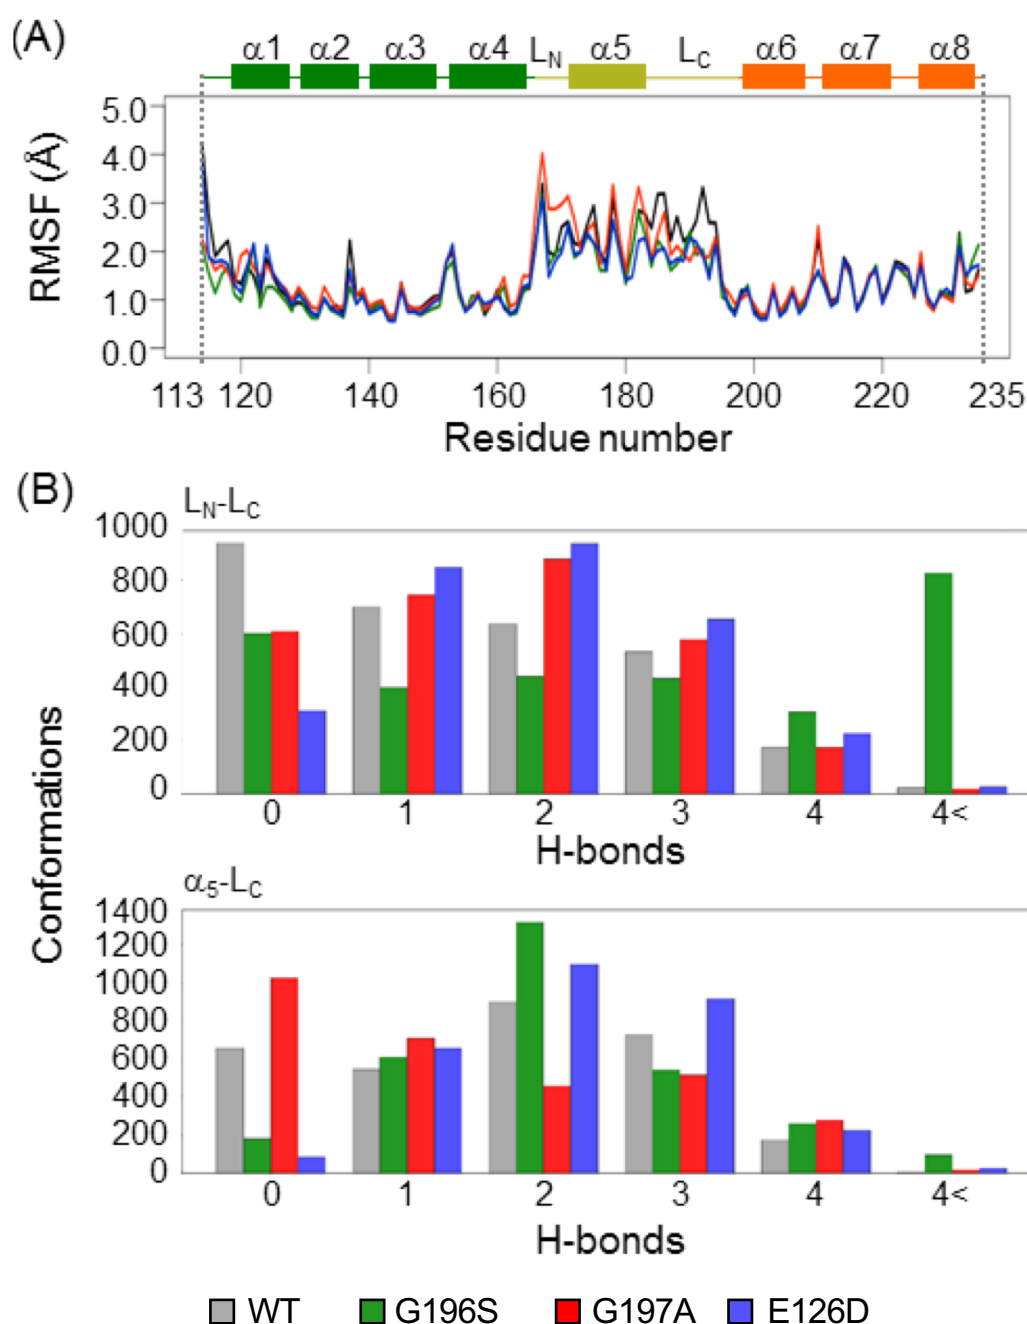 (A)
α1 α2 α3 α4 LN α5 LC α6 α7 α8
5.0
4.0
3.0
2.0
1.0
0.0
RMSF (Å)
113 120 140 160 180 200 220 235
Residue number
(B)
LN-LC
1000
800
600
400
200
0
0 1 2 3 4 4<
H-bonds
Conformations
α5-LC
1400
1200
1000
800
600
400
200
0
0 1 2 3 4 4<
H-bonds
WT G196S G197A E126D